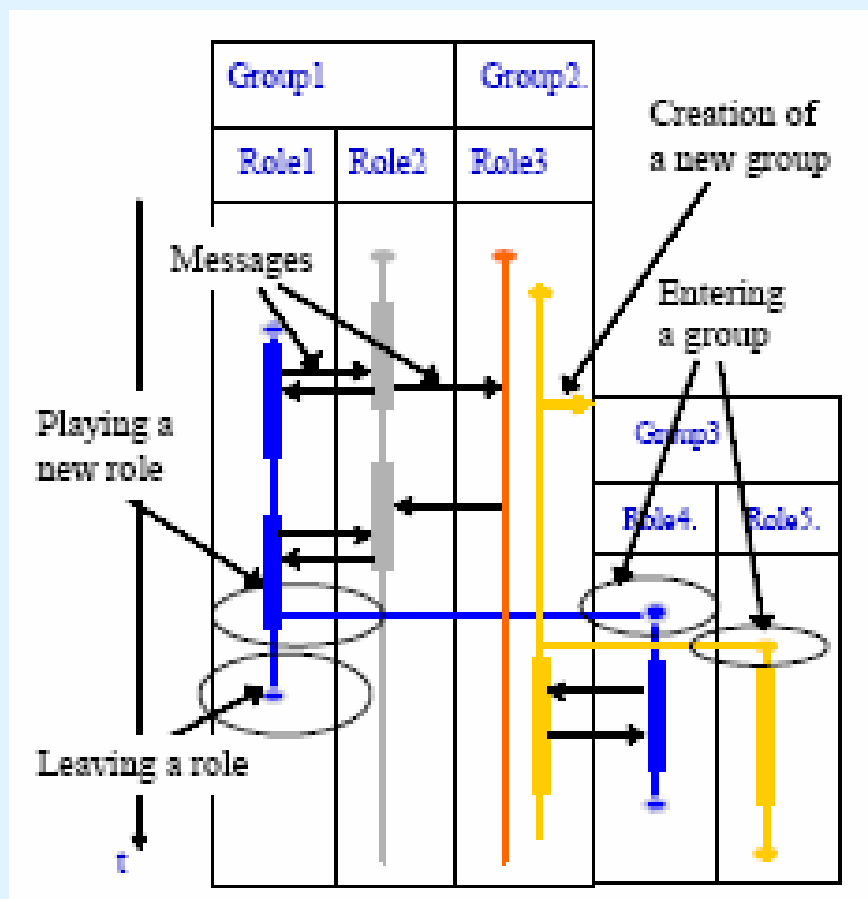 Group1
Group2.
Creation of
a new group
Role1
Role2
Role3
Messages
Entering
a group
Playing a
new role
Group3
Role4.
Role5.
Leaving a role
t